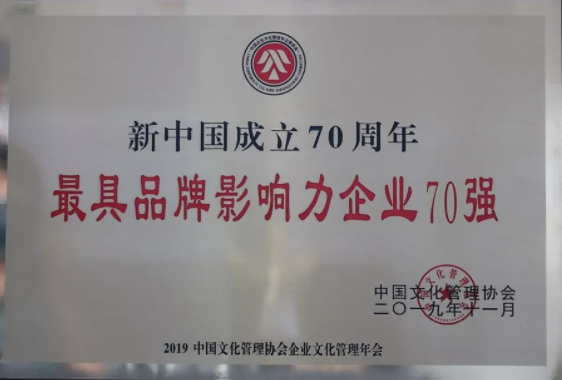 新中国成立70周年
最具品牌影响力企业70强
中国文化管理协会
二〇一九年十一月
2019 中国文化管理协会企业文化管理年会